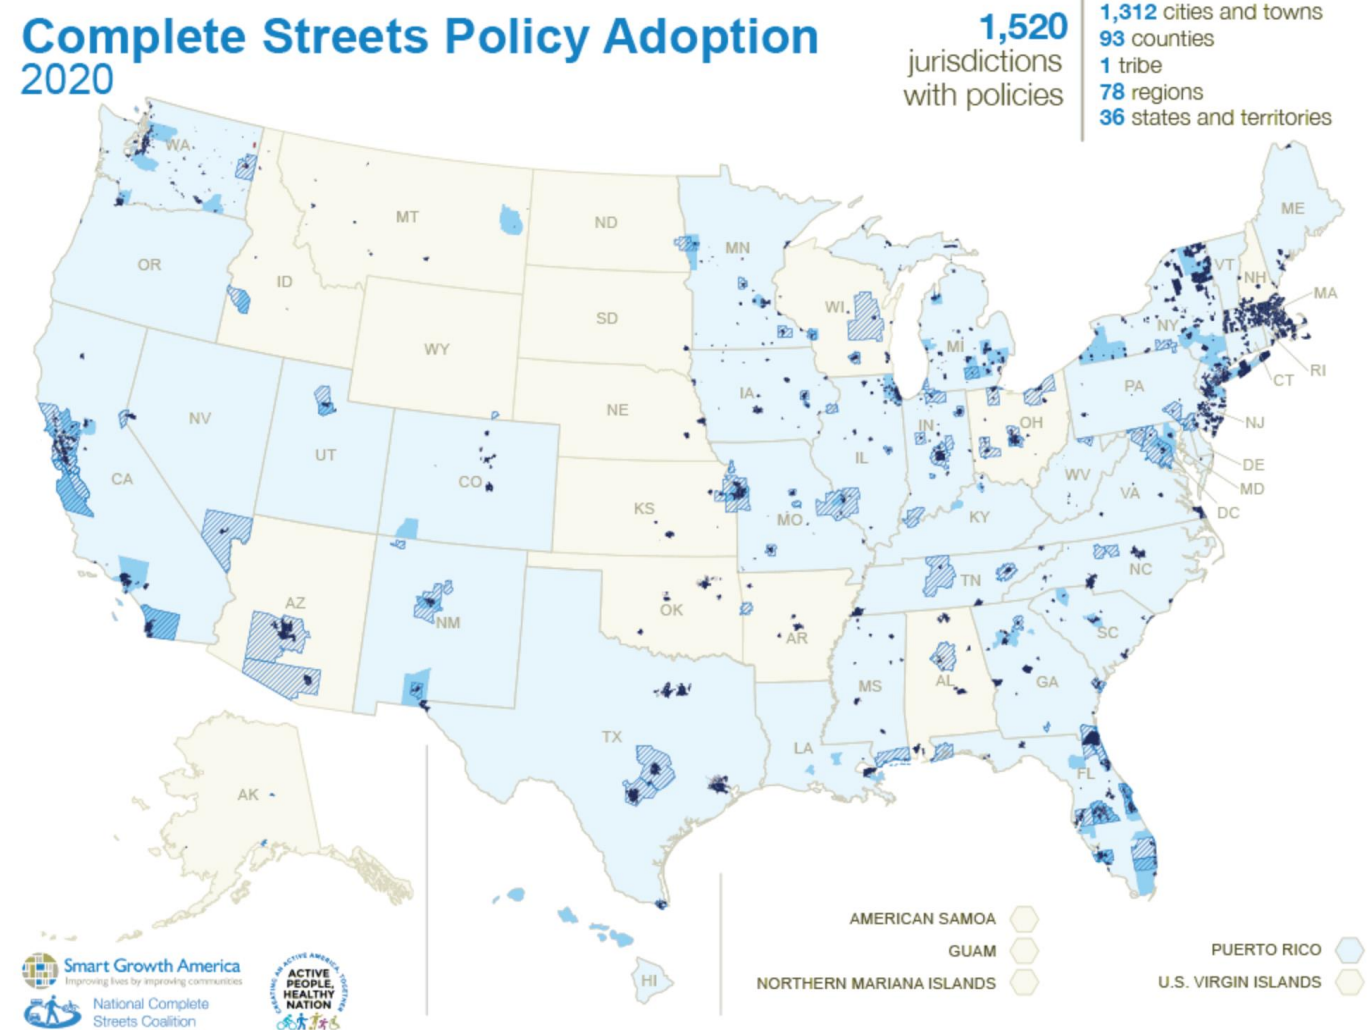 Complete Streets Policy Adoption
2020
1,520
jurisdictions
with policies
1,312 cities and towns
93 counties
1 tribe
78 regions
36 states and territories
WA
OR
ID
MT
ND
SD
WY
NE
NV
UT
CO
CA
KS
AZ
NM
OK
TX
MN
WI
IA
MI
IL
IN
OH
MO
KY
WV
VA
PA
NY
VT
NH
ME
MA
RI
CT
NJ
DE
MD
DC
TN
NC
SC
AR
MS
AL
GA
LA
FL
AK
HI
AMERICAN SAMOA
GUAM
NORTHERN MARIANA ISLANDS
PUERTO RICO
U.S. VIRGIN ISLANDS
Smart Growth America
Improving lives by improving communities
National Complete
Streets Coalition
CREATING AN ACTIVE AMERICA, TOGETHER
ACTIVE
PEOPLE,
HEALTHY
NATION